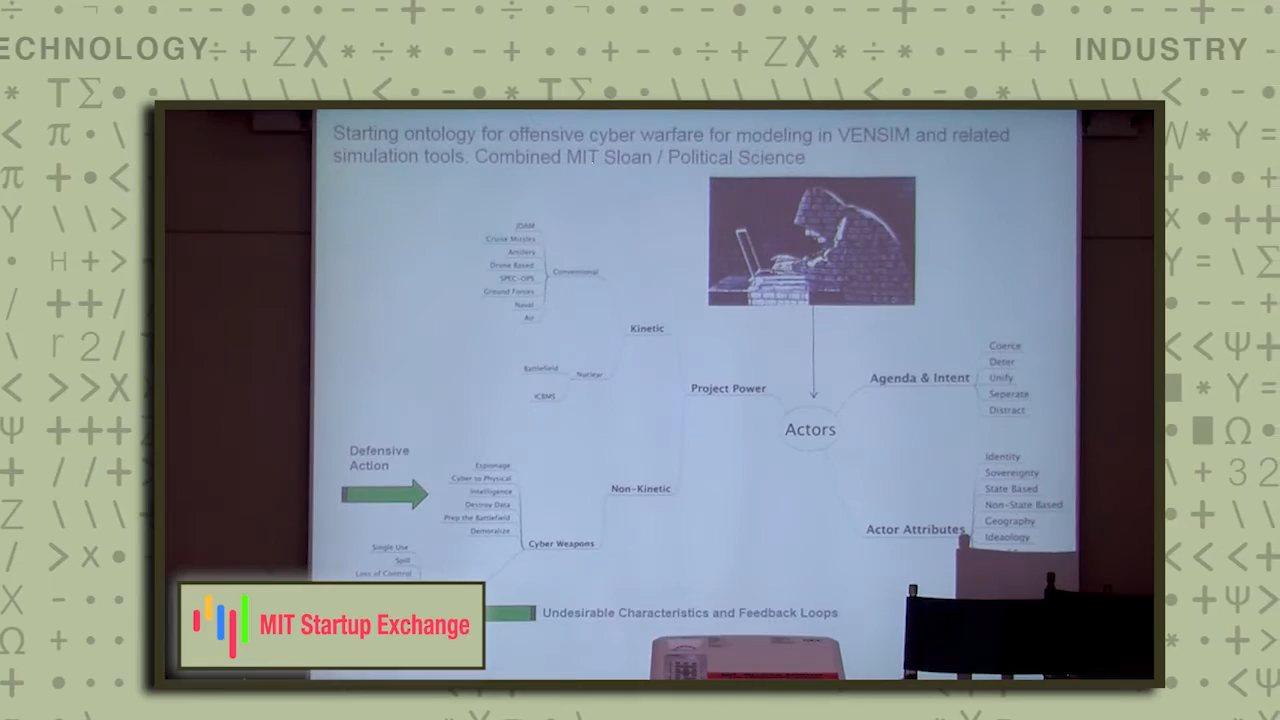 ECHNOLOGY
INDUSTRY
Starting ontology for offensive cyber warfare for modeling in VENSIM and related
simulation tools. Combined MIT Sloan / Political Science
JDAM
Cruise Missles
Artillery
Drone Based
SPEC-OPS
Ground Forces
Naval
Air
Conventional
Kinetic
Battlefield
Nuclear
ICBMS
Project Power
Agenda & Intent
Coerce
Deter
Unify
Seperate
Distract
Actors
Defensive
Action
Espionage
Cyber to Physical
Intelligence
Destroy Data
Prep the Battlefield
Demoralize
Non-Kinetic
Cyber Weapons
Identity
Sovereignty
State Based
Non-State Based
Geography
Ideaology
Actor Attributes
Single Use
Spill
Loss of Control
Undesirable Characteristics and Feedback Loops
MIT Startup Exchange